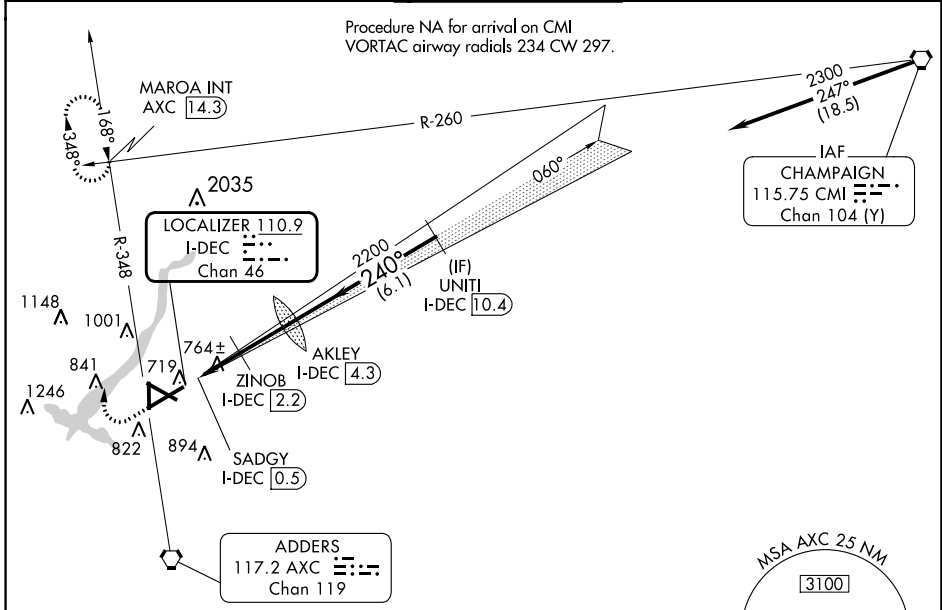 Procedure NA for arrival on CMI
VORTAC airway radials 234 CW 297.
MAROA INT
AXC 14.3
168°
348°
R-260
2300
247°
(18.5)
IAF
CHAMPAIGN
115.75 CMI
Chan 104 (Y)
060°
2035
LOCALIZER 110.9
I-DEC
Chan 46
R-348
2200
240°
(6.1)
(IF)
UNITI
I-DEC 10.4
1148
1001
764±
AKLEY
I-DEC 4.3
841
719
ZINOB
I-DEC 2.2
1246
822
894
SADGY
I-DEC 0.5
ADDERS
117.2 AXC
Chan 119
MSA AXC 25 NM
3100